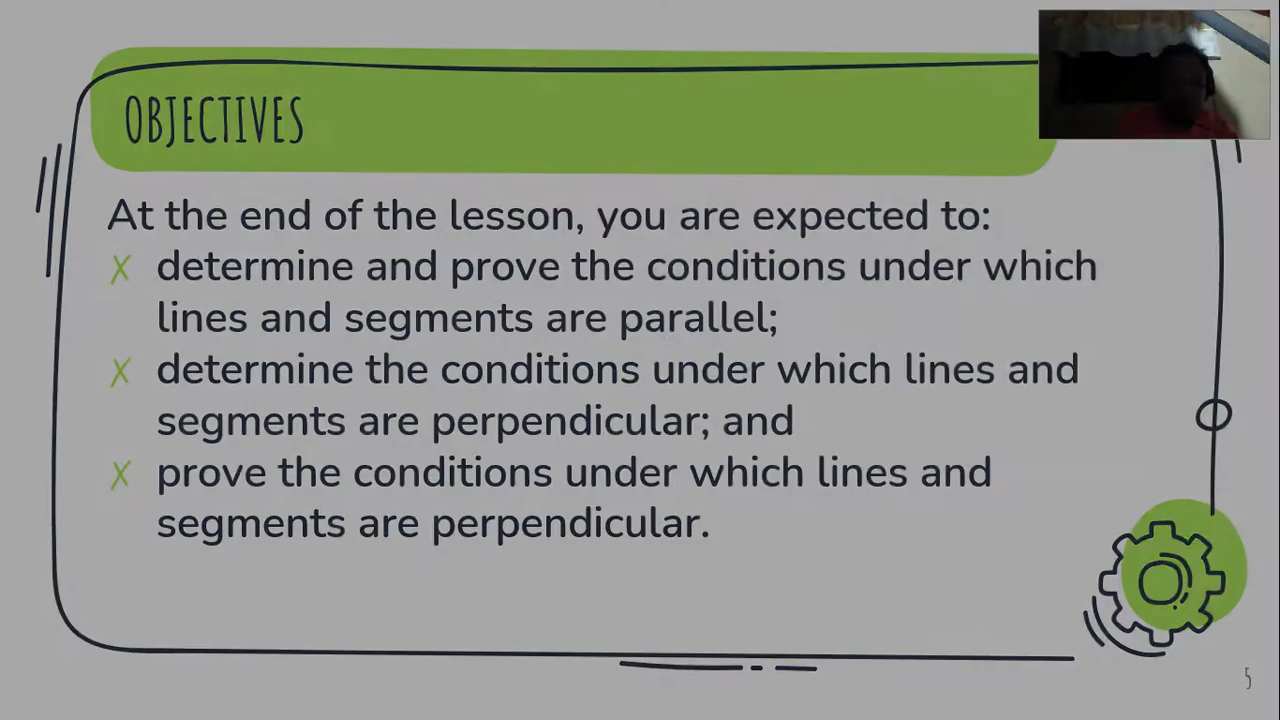 OBJECTIVES
At the end of the lesson, you are expected to:
determine and prove the conditions under which
lines and segments are parallel;
determine the conditions under which lines and
segments are perpendicular; and
prove the conditions under which lines and
segments are perpendicular.
5